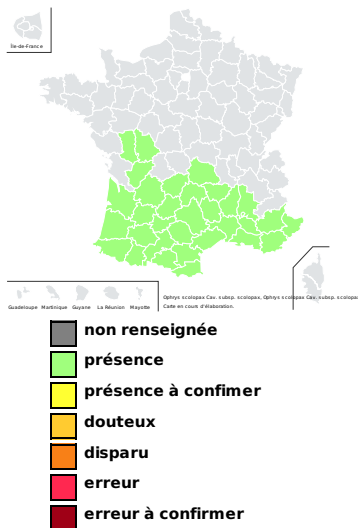 Île-de-France
Guadeloupe Martinique Guyane La Réunion Mayotte
Ophrys scolopax Cav. subsp. scolopax, Ophrys scolopax Cav. subsp. scolopax
Carte en cours d'élaboration.
non renseignée
présence
présence à confimer
douteux
disparu
erreur
erreur à confirmer